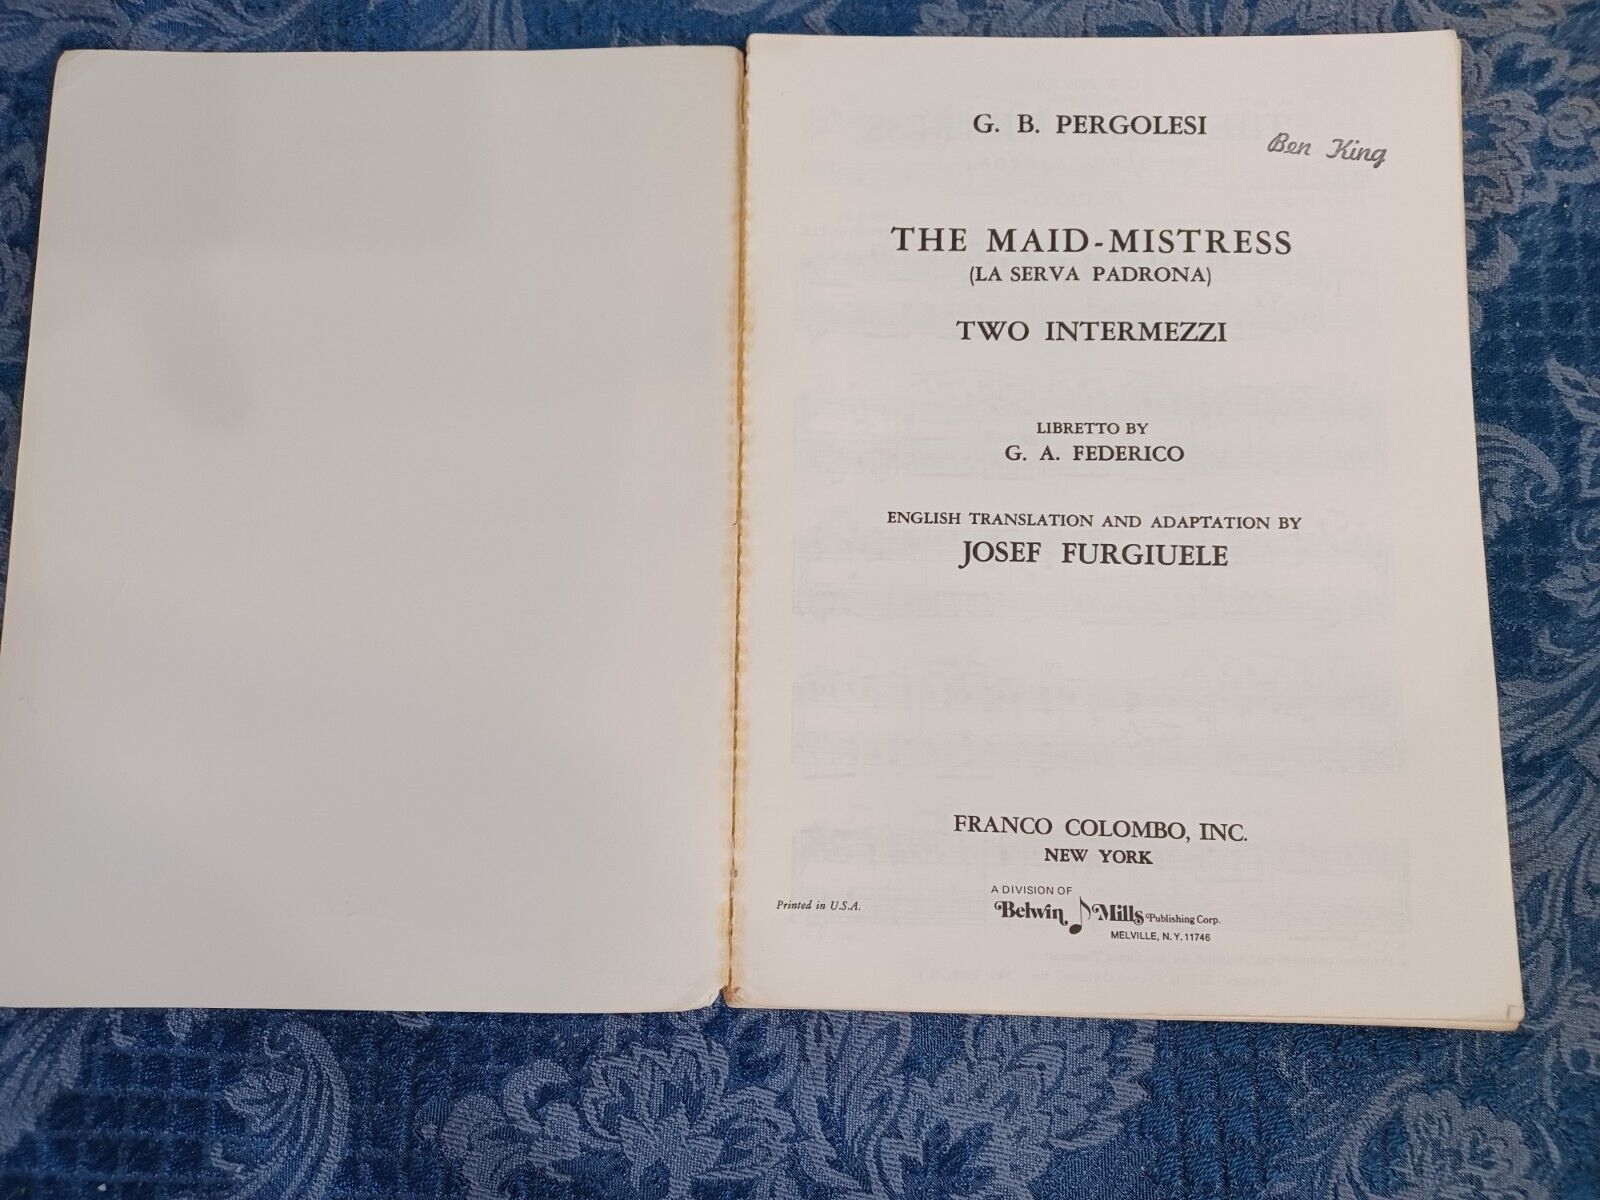 G. B. PERGOLESI
Ben King
THE MAID-MISTRESS
(LA SERVA PADRONA)
TWO INTERMEZZI
LIBRETTO BY
G. A. FEDERICO
ENGLISH TRANSLATION AND ADAPTATION BY
JOSEF FURGIUELE
FRANCO COLOMBO, INC.
NEW YORK
A DIVISION OF
Belwin Mills Publishing Corp.
MELVILLE, N.Y. 11746
Printed in U.S.A.